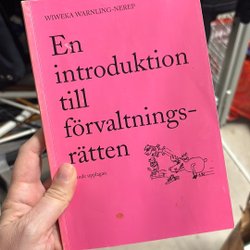 WIWEKA WARNLING-NEREP
En
introduktion
till
förvaltnings-
rätten
upplagan